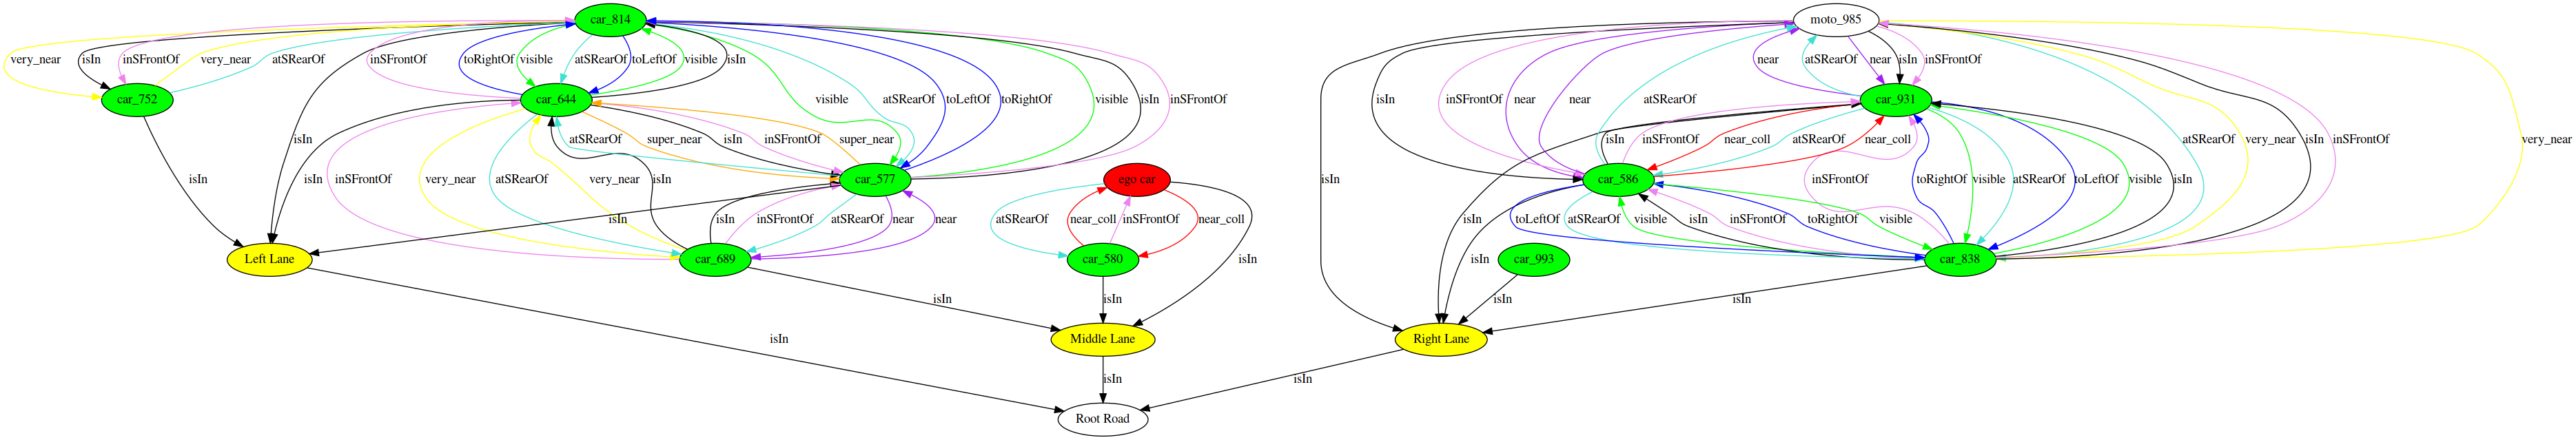 car_814
moto_985
very_near
isIn
inSFrontOf
very_near
atSRearOf
inSFrontOf
toRightOf
visible
atSRearOf
toLeftOf
visible
isIn
near
atSRearOf
near
isIn
inSFrontOf
car_752
car_644
visible
atSRearOf
toLeftOf
toRightOf
visible
isIn
inSFrontOf
isIn
inSFrontOf
near
near
atSRearOf
car_931
isIn
atSRearOf
super_near
isIn
inSFrontOf
super_near
isIn
inSFrontOf
near_coll
atSRearOf
near_coll
atSRearOf
very_near
isIn
inSFrontOf
very_near
isIn
isIn
inSFrontOf
very_near
atSRearOf
very_near
isIn
car_577
ego car
isIn
car_586
inSFrontOf
toRightOf
visible
atSRearOf
toLeftOf
visible
isIn
isIn
isIn
inSFrontOf
atSRearOf
near
near
atSRearOf
near_coll
inSFrontOf
near_coll
isIn
toLeftOf
atSRearOf
visible
isIn
inSFrontOf
toRightOf
visible
Left Lane
car_689
car_580
isIn
isIn
car_993
car_838
isIn
isIn
isIn
isIn
isIn
Middle Lane
Right Lane
isIn
isIn
Root Road